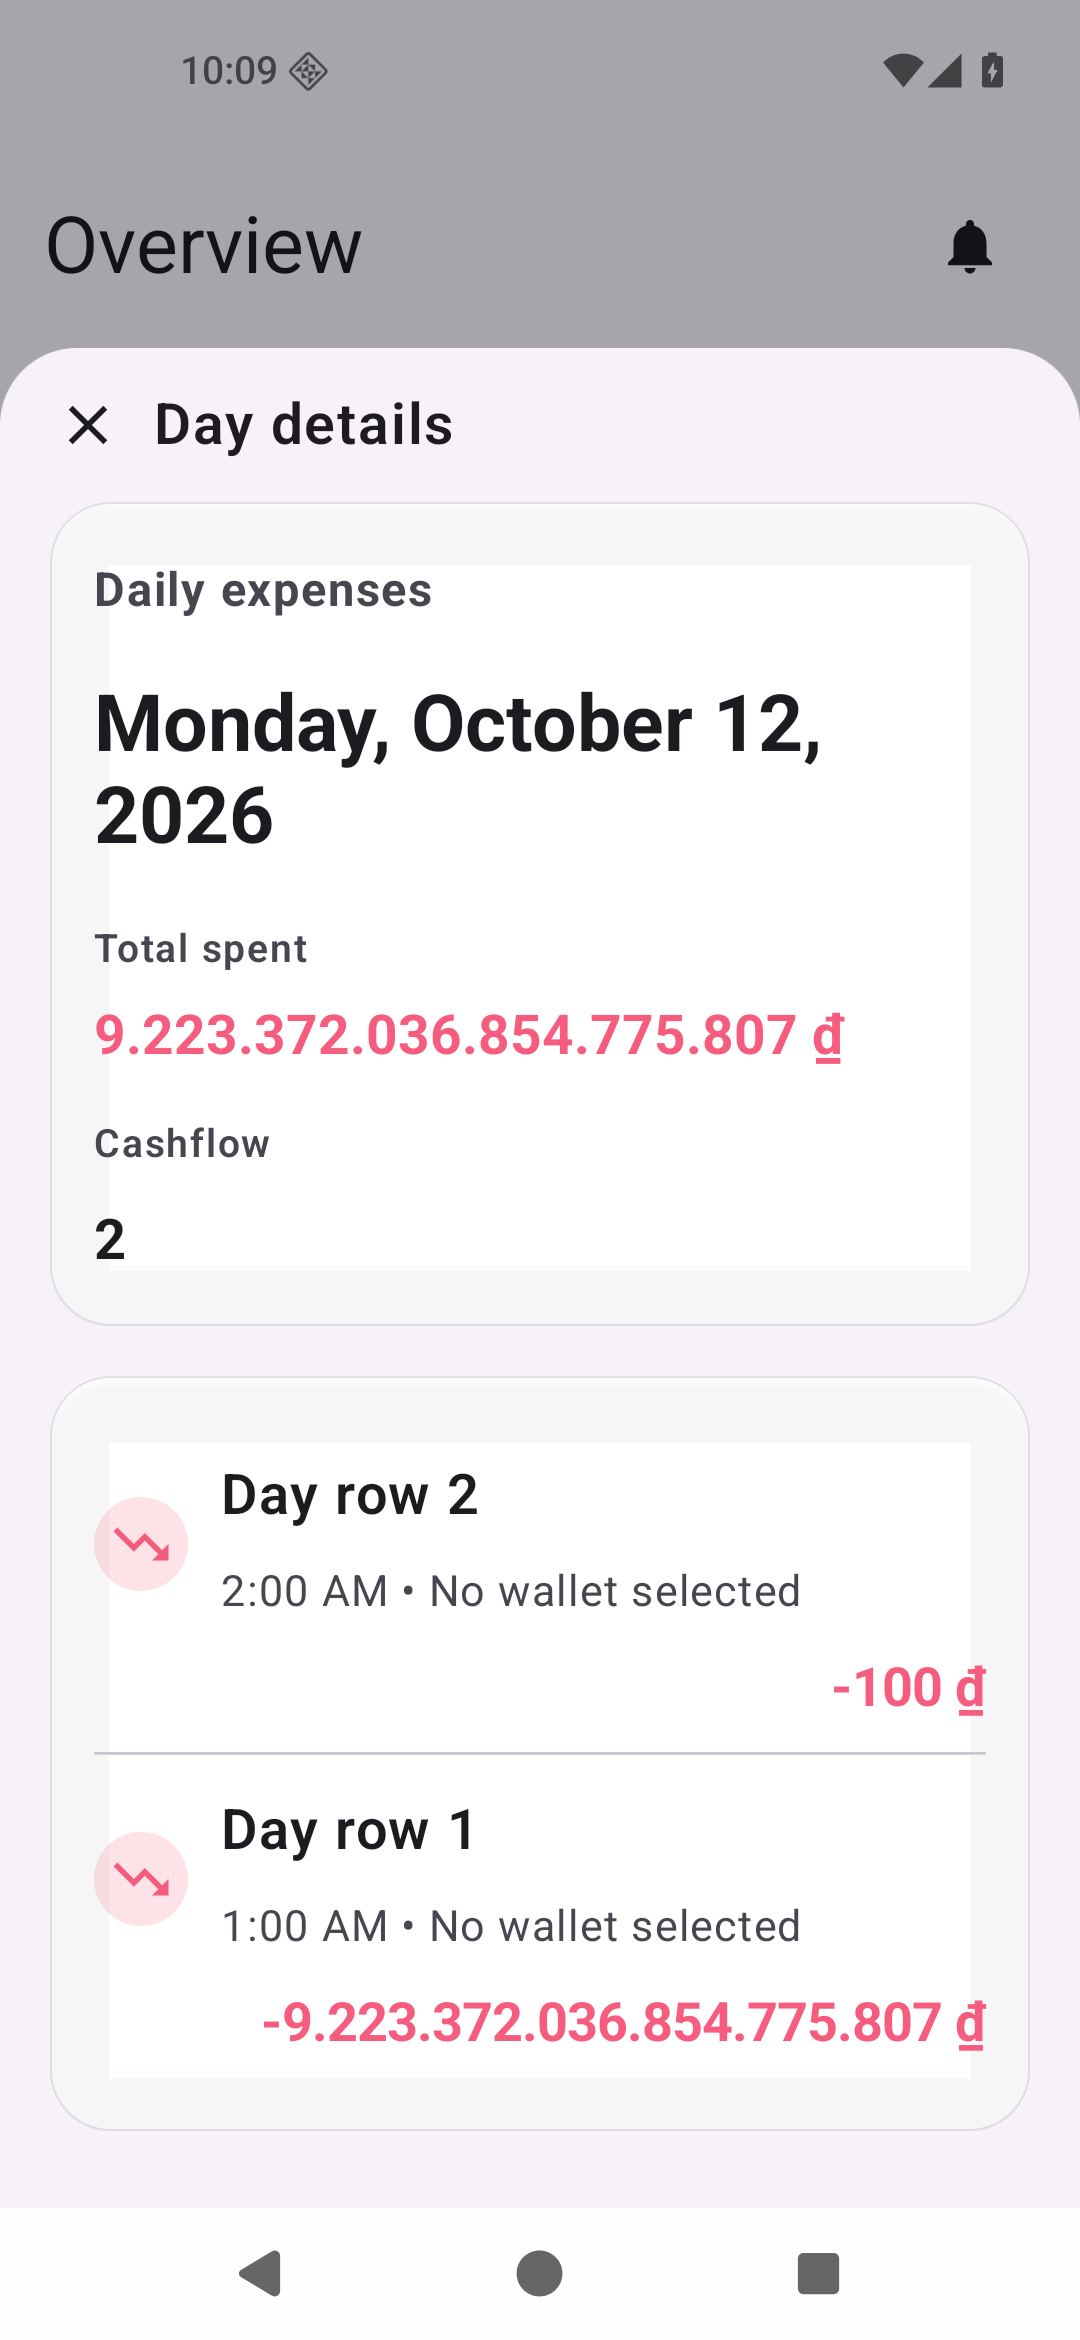 10:09
Overview
Day details
Daily expenses
Monday, October 12,
2026
Total spent
9.223.372.036.854.775.807 ₫
Cashflow
2
Day row 2
2:00 AM • No wallet selected
-100 ₫
Day row 1
1:00 AM • No wallet selected
-9.223.372.036.854.775.807 ₫